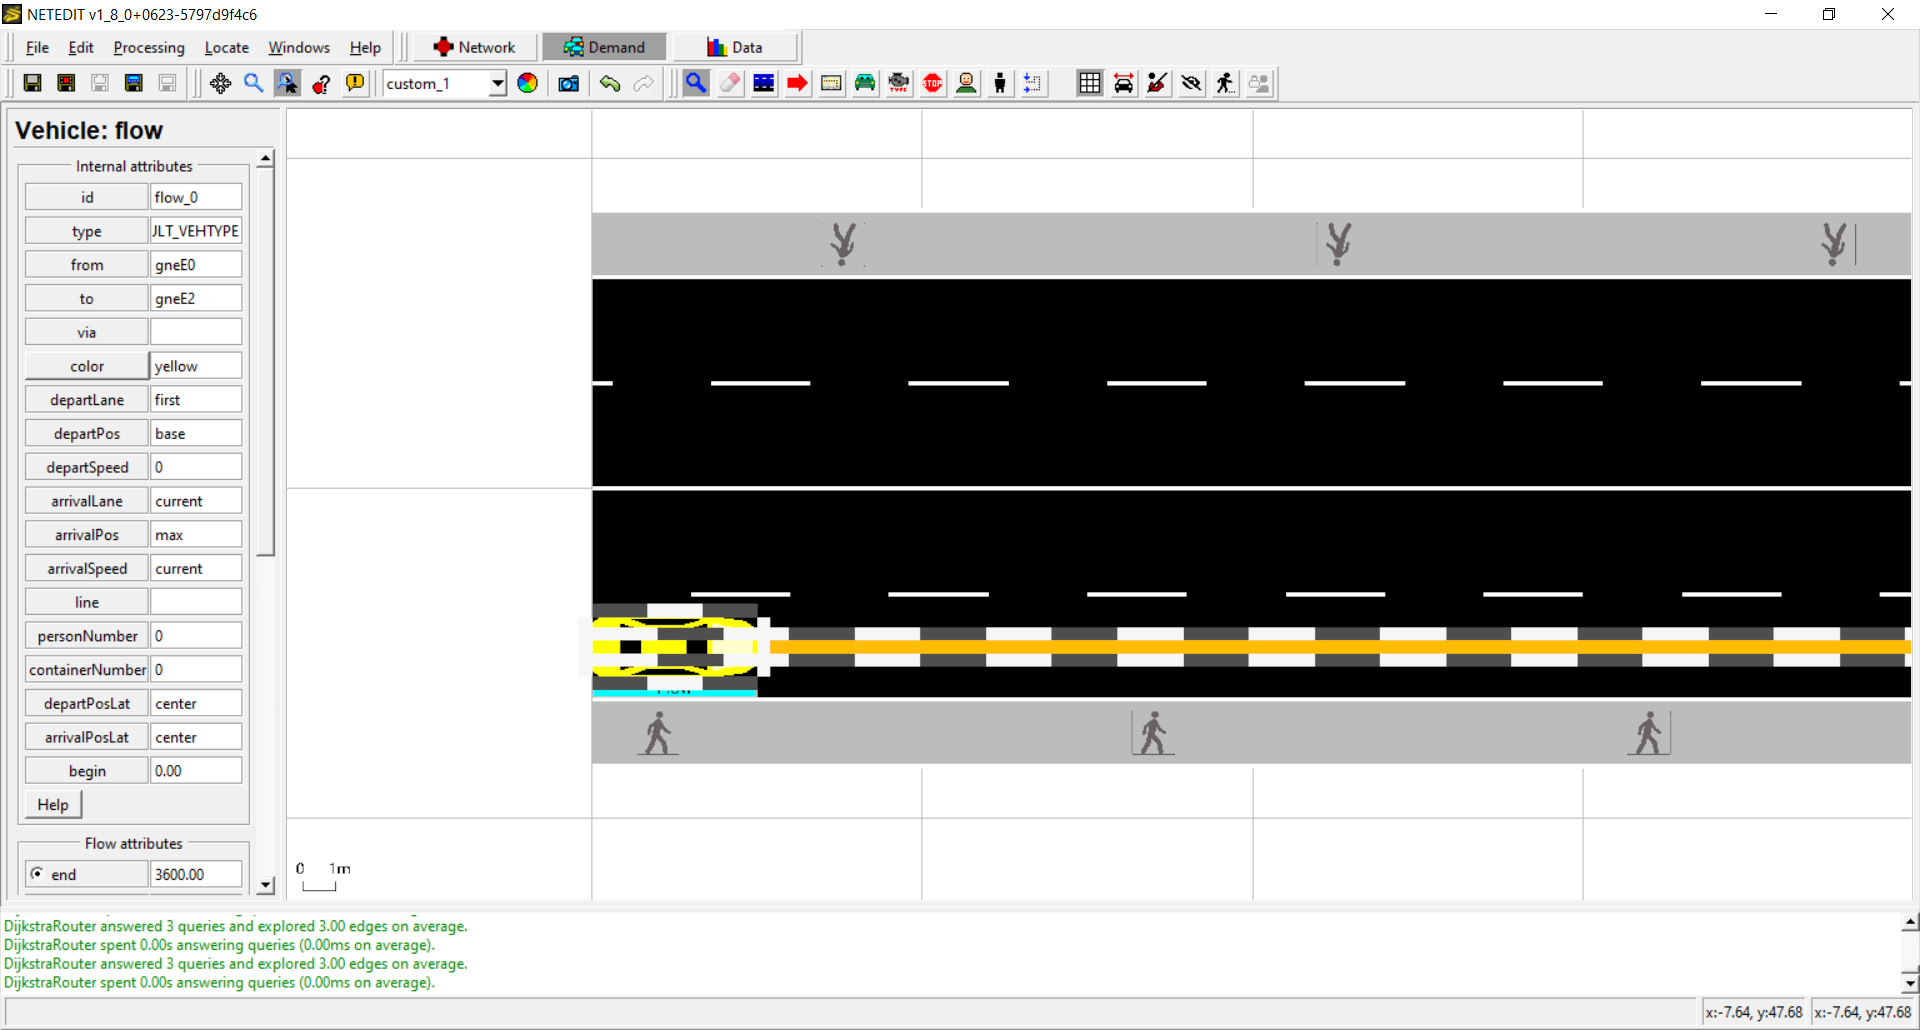 NETEDIT v1_8_0+0623-5797d9f4c6
File Edit Processing Locate Windows Help Network Demand Data
custom_1 TYPE STOP
Vehicle: flow
Internal attributes
id flow_0
type JLT_VEHTYPE
from gneE0
to gneE2
via
color yellow
departLane first
departPos base
departSpeed 0
arrivalLane current
arrivalPos max
arrivalSpeed current
line
personNumber 0
containerNumber 0
departPosLat center
arrivalPosLat center
begin 0.00
Help
Flow attributes
end 3600.00
0 1m
DijkstraRouter answered 3 queries and explored 3.00 edges on average.
DijkstraRouter spent 0.00s answering queries (0.00ms on average).
DijkstraRouter answered 3 queries and explored 3.00 edges on average.
DijkstraRouter spent 0.00s answering queries (0.00ms on average).
x:-7.64, y:47.68 x:-7.64, y:47.68